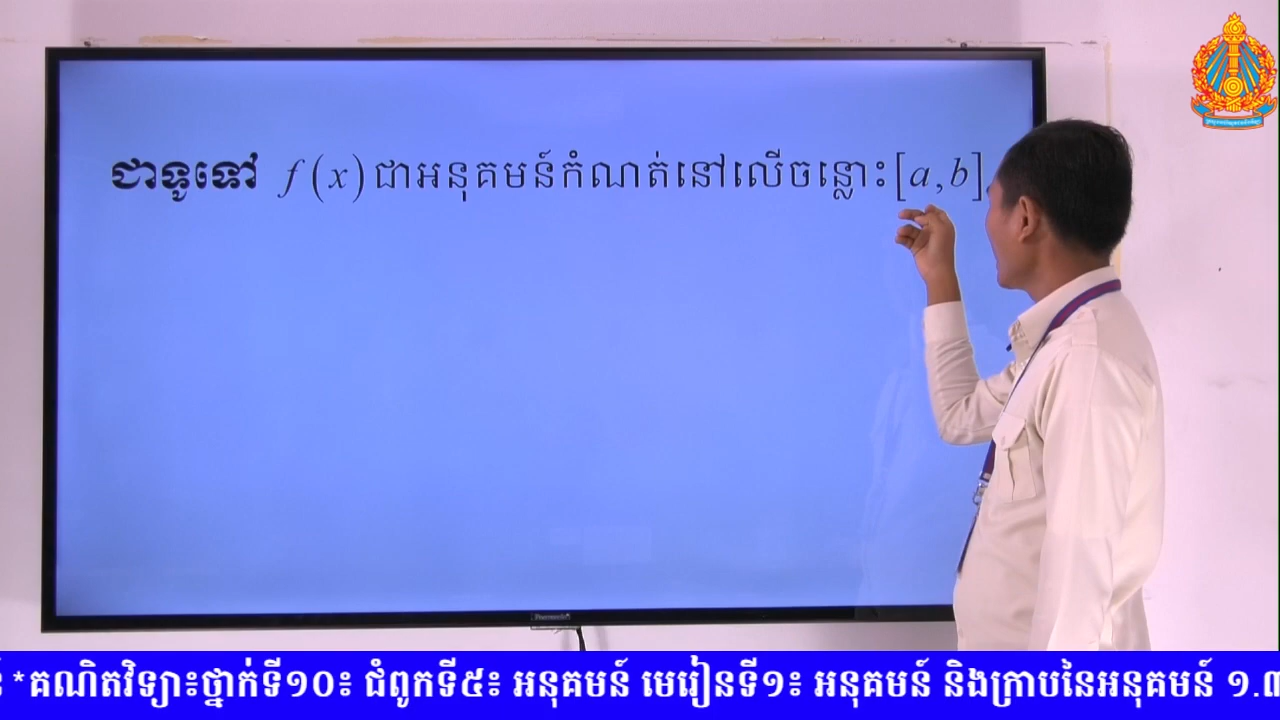 ជាទូទៅ f(x) ជាអនុគមន៍កំណត់នៅលើចន្លោះ [a,b]
*គណិតវិទ្យា៖ថ្នាក់ទី១០៖ ជំពូកទី៥៖ អនុគមន៍ មេរៀនទី១៖ អនុគមន៍ និងក្រាបនៃអនុគមន៍ ១.៣